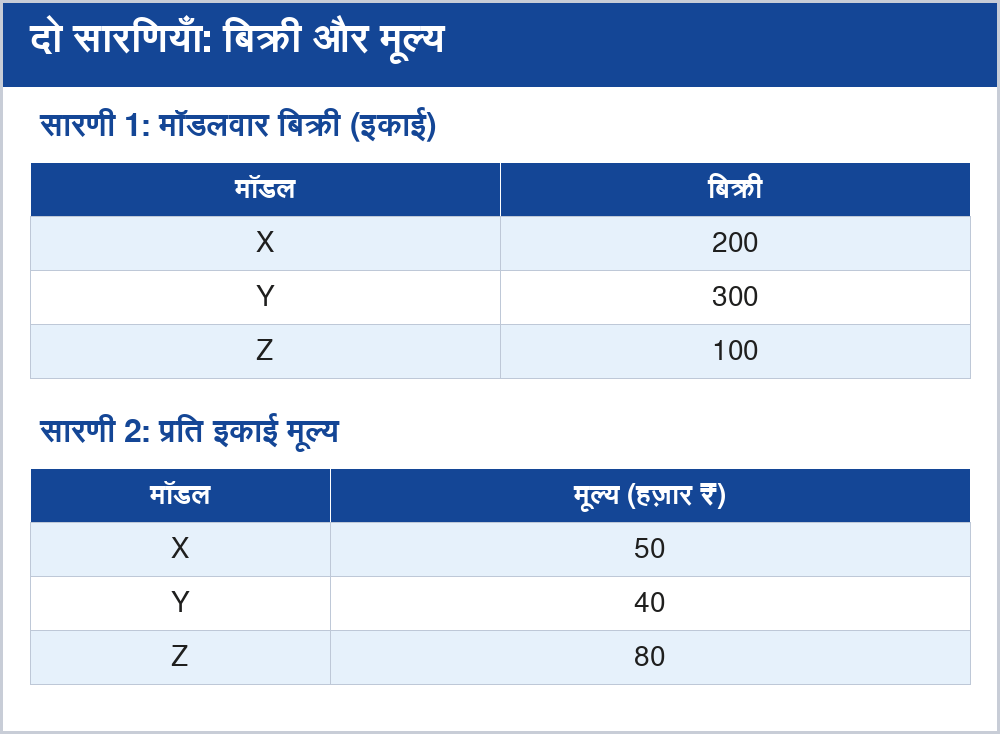 दो सारणियाँ: बिक्री और मूल्य
सारणी 1: मॉडलवार बिक्री (इकाई)
मॉडल बिक्री
X 200
Y 300
Z 100
सारणी 2: प्रति इकाई मूल्य
मॉडल मूल्य (हज़ार ₹)
X 50
Y 40
Z 80